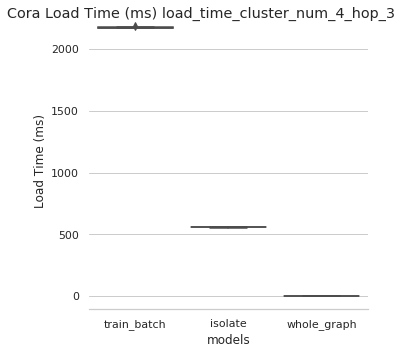 Cora Load Time (ms) load_time_cluster_num_4_hop_3
2000
1500
1000
500
0
Load Time (ms)
train_batch isolate whole_graph
models